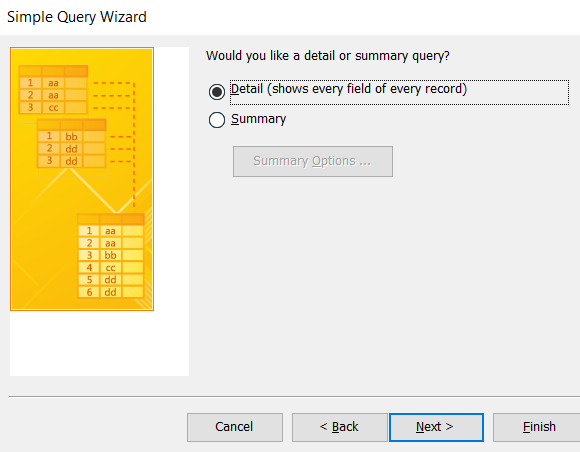 Simple Query Wizard
Would you like a detail or summary query?
Detail (shows every field of every record)
Summary
Summary Options ...
1 aa
2 aa
3 cc
1 bb
2 dd
3 dd
1 aa
2 aa
3 bb
4 cc
5 dd
6 dd
Cancel < Back Next > Finish